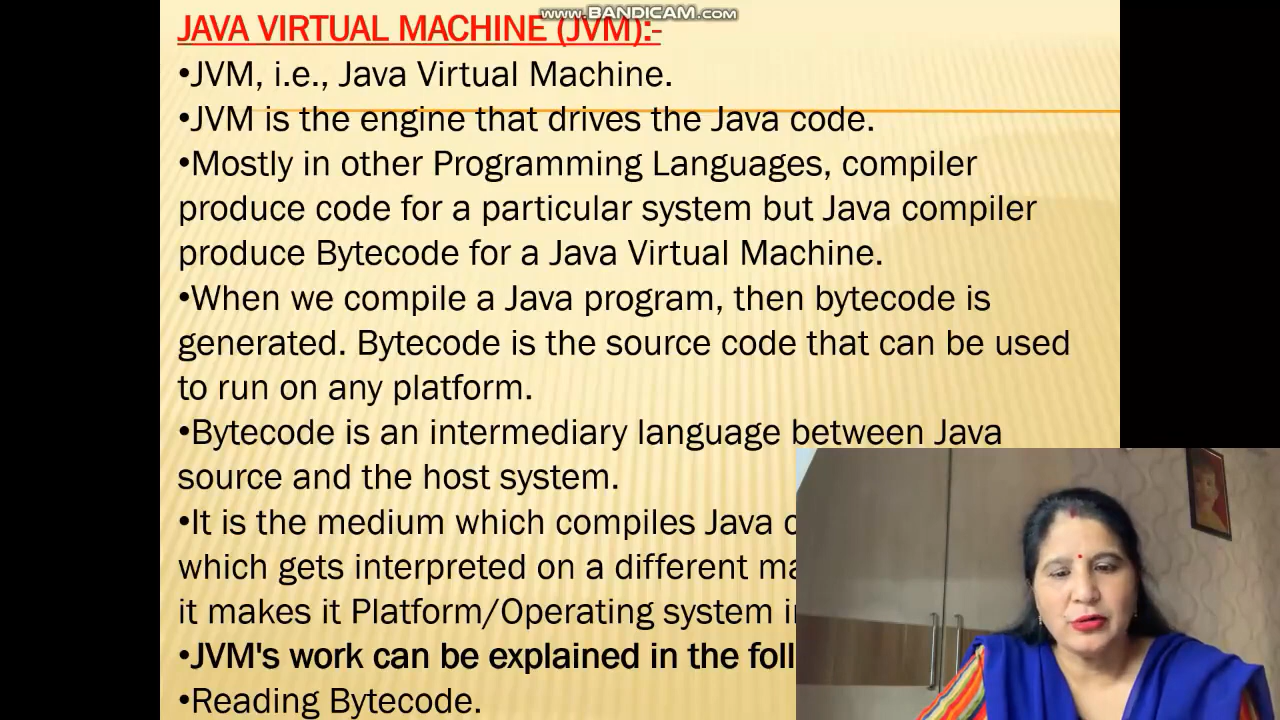 www.BANDICAM.com
JAVA VIRTUAL MACHINE (JVM):-
•JVM, i.e., Java Virtual Machine.
•JVM is the engine that drives the Java code.
•Mostly in other Programming Languages, compiler
produce code for a particular system but Java compiler
produce Bytecode for a Java Virtual Machine.
•When we compile a Java program, then bytecode is
generated. Bytecode is the source code that can be used
to run on any platform.
•Bytecode is an intermediary language between Java
source and the host system.
•It is the medium which compiles Java
which gets interpreted on a different
it makes it Platform/Operating system
•JVM's work can be explained in the
•Reading Bytecode.